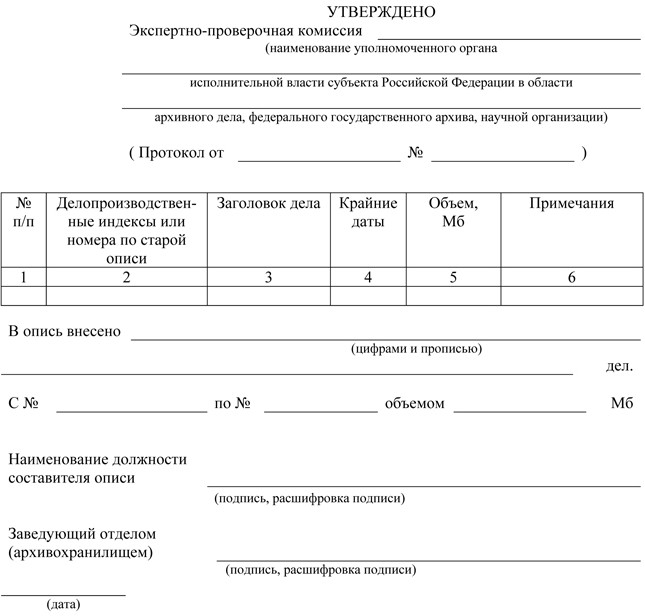 УТВЕРЖДЕНО
Экспертно-проверочная комиссия
(наименование уполномоченного органа
исполнительной власти субъекта Российской Федерации в области
архивного дела, федерального государственного архива, научной организации)
( Протокол от № )
№ п/п Делопроизводствен-ные индексы или номера по старой описи Заголовок дела Крайние даты Объем, Мб Примечания
1 2 3 4 5 6
В опись внесено
(цифрами и прописью)
дел.
С № по № объемом Мб
Наименование должности
составителя описи
(подпись, расшифровка подписи)
Заведующий отделом
(архивохранилищем)
(подпись, расшифровка подписи)
(дата)